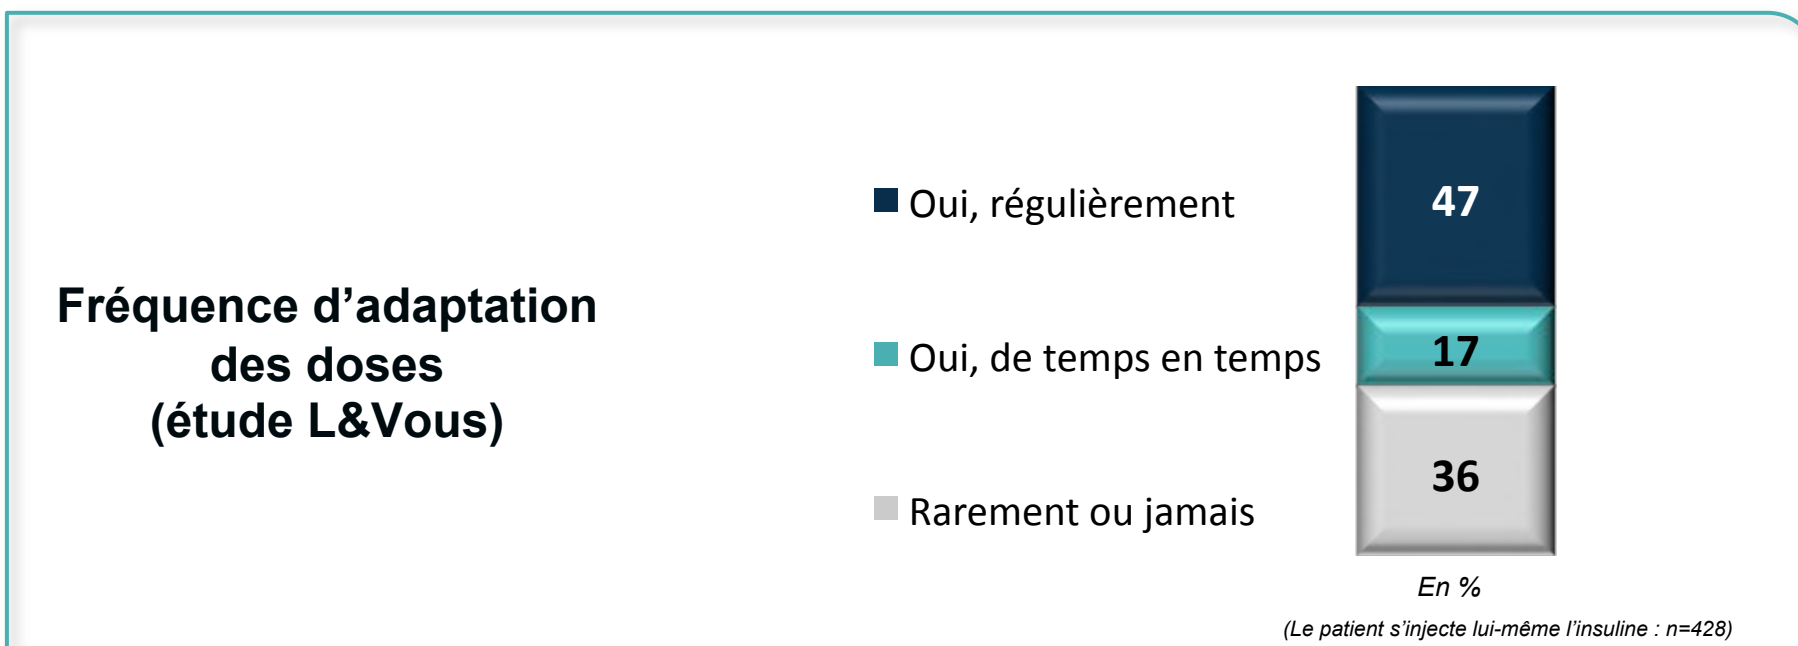 Fréquence d’adaptation
des doses
(étude L&Vous)
Oui, régulièrement
47
Oui, de temps en temps
17
Rarement ou jamais
36
En %
(Le patient s’injecte lui-même l’insuline : n=428)